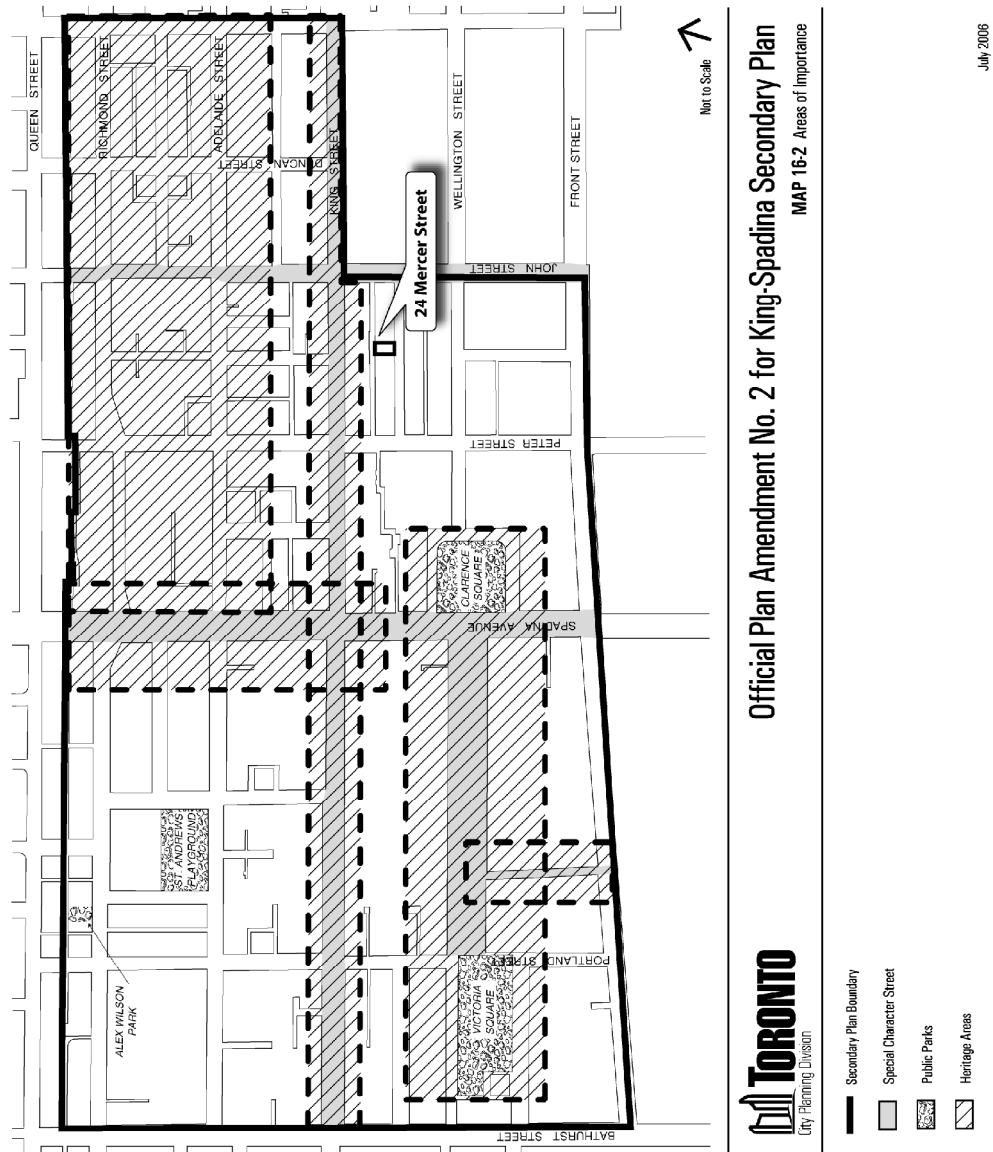 QUEEN STREET
RICHMOND STREET
ADELAIDE STREET
DUNCAN STREET
KING STREET
WELLINGTON STREET
FRONT STREET
JOHN STREET
24 Mercer Street
PETER STREET
CLARENCE
SQUARE
SPADINA AVENUE
ST. ANDREWS
PLAYGROUND
ALEX WILSON
PARK
VICTORIA
SQUARE
PORTLAND
STREET
BATHURST STREET
Not to Scale
TORONTO
City Planning Division
Official Plan Amendment No. 2 for King-Spadina Secondary Plan
MAP 16-2 Areas of Importance
Secondary Plan Boundary
Special Character Street
Public Parks
Heritage Areas
July 2006